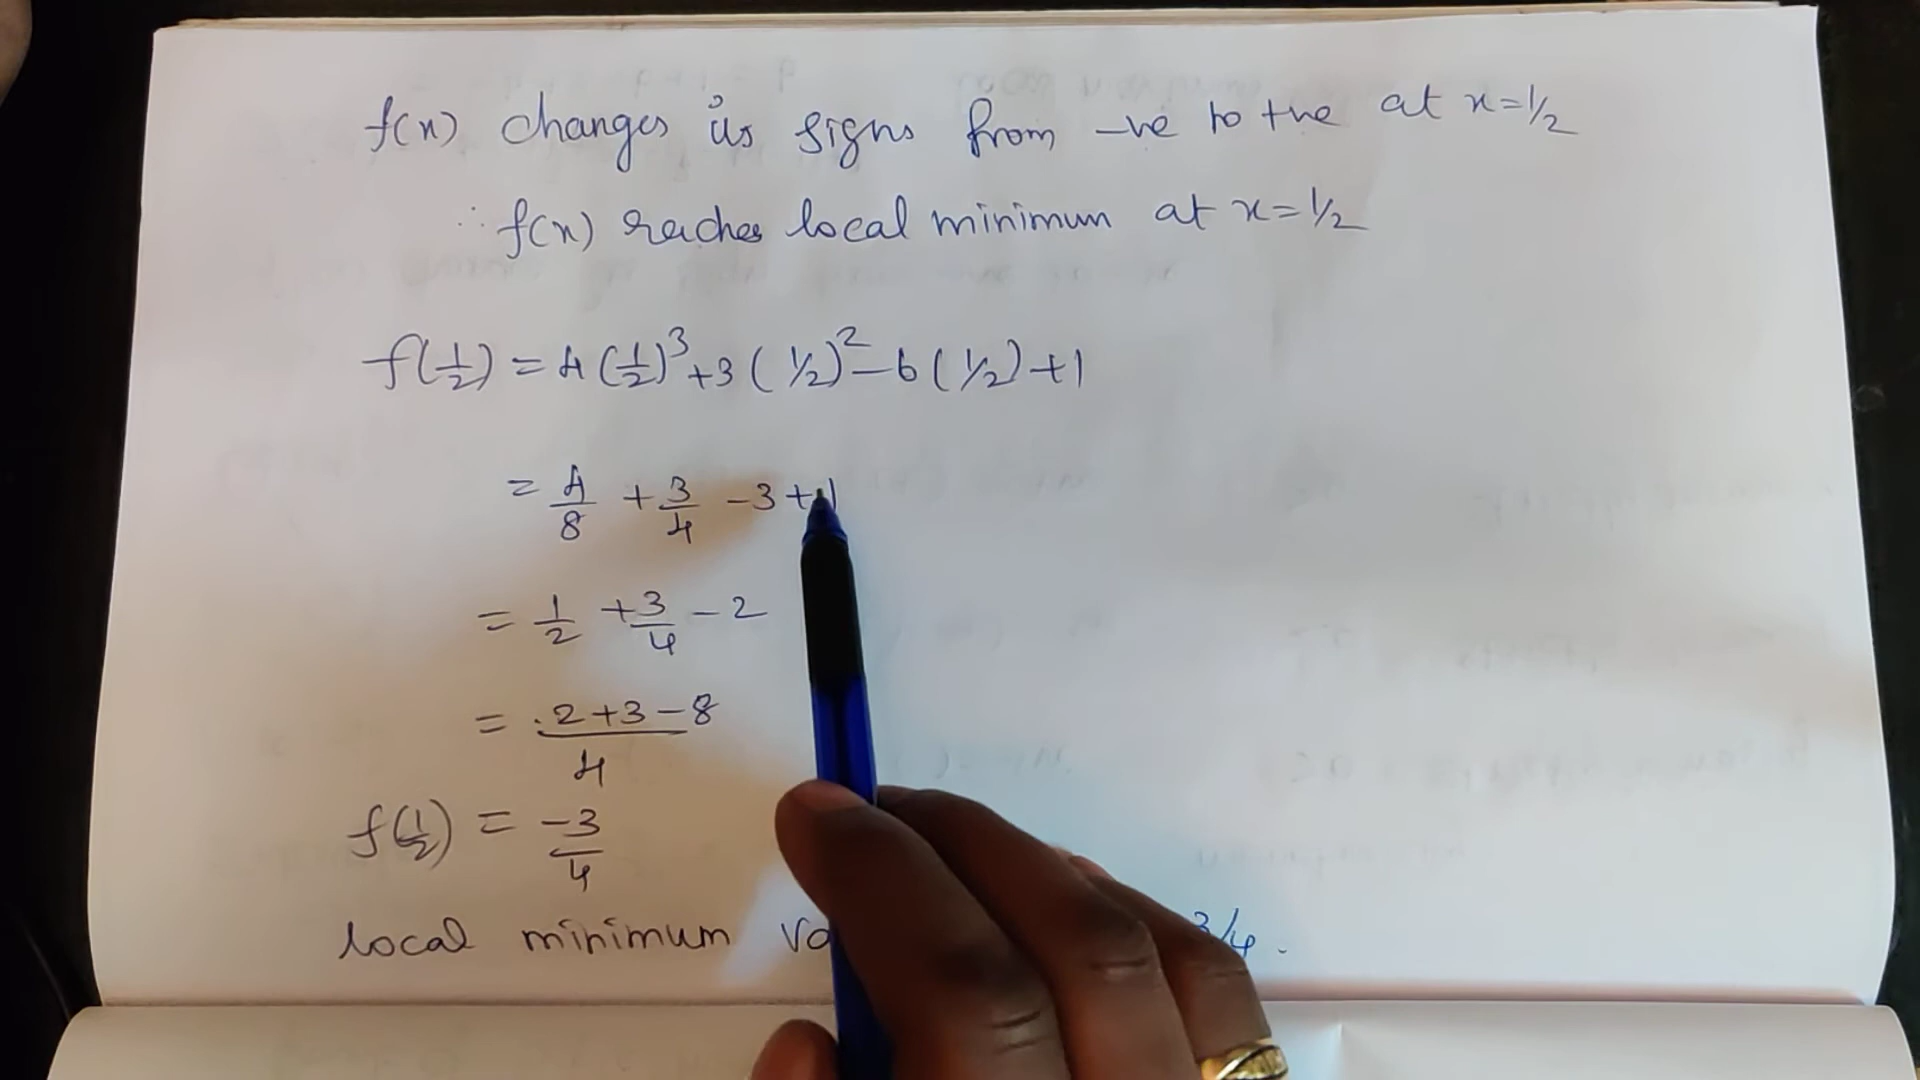 f(x) changes its signs from -ve to +ve at x=1/2
∴ f(x) reaches local minimum at x=1/2
f(1/2) = 4(1/2)³+3(1/2)²-6(1/2)+1
= 4/8 + 3/4 -3+1
= 1/2 + 3/4 - 2
= 2+3-8/4
f(1/2) = -3/4
local minimum 3/4.